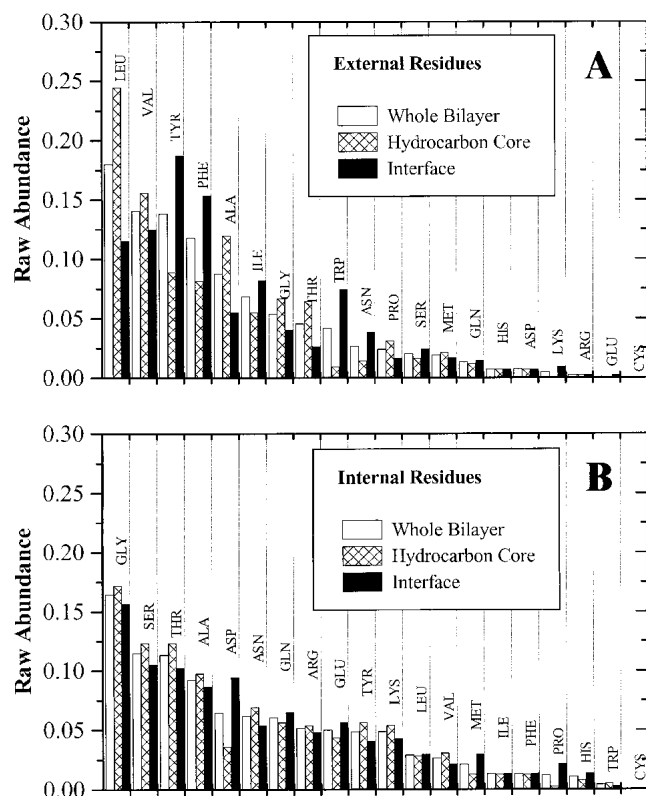 0.30
0.25
0.20
0.15
0.10
0.05
0.00
Raw Abundance
A
External Residues
Whole Bilayer
Hydrocarbon Core
Interface
LEU
VAL
TYR
PHE
ALA
ILE
GLY
THR
TRP
ASN
PRO
SER
MET
GLN
HIS
ASP
LYS
ARG
GLU
CYS
0.30
0.25
0.20
0.15
0.10
0.05
0.00
Raw Abundance
B
Internal Residues
Whole Bilayer
Hydrocarbon Core
Interface
GLY
SER
THR
ALA
ASP
ASN
GLN
ARG
GLU
TYR
LYS
LEU
VAL
MET
ILE
PHE
PRO
HIS
TRP
CYS